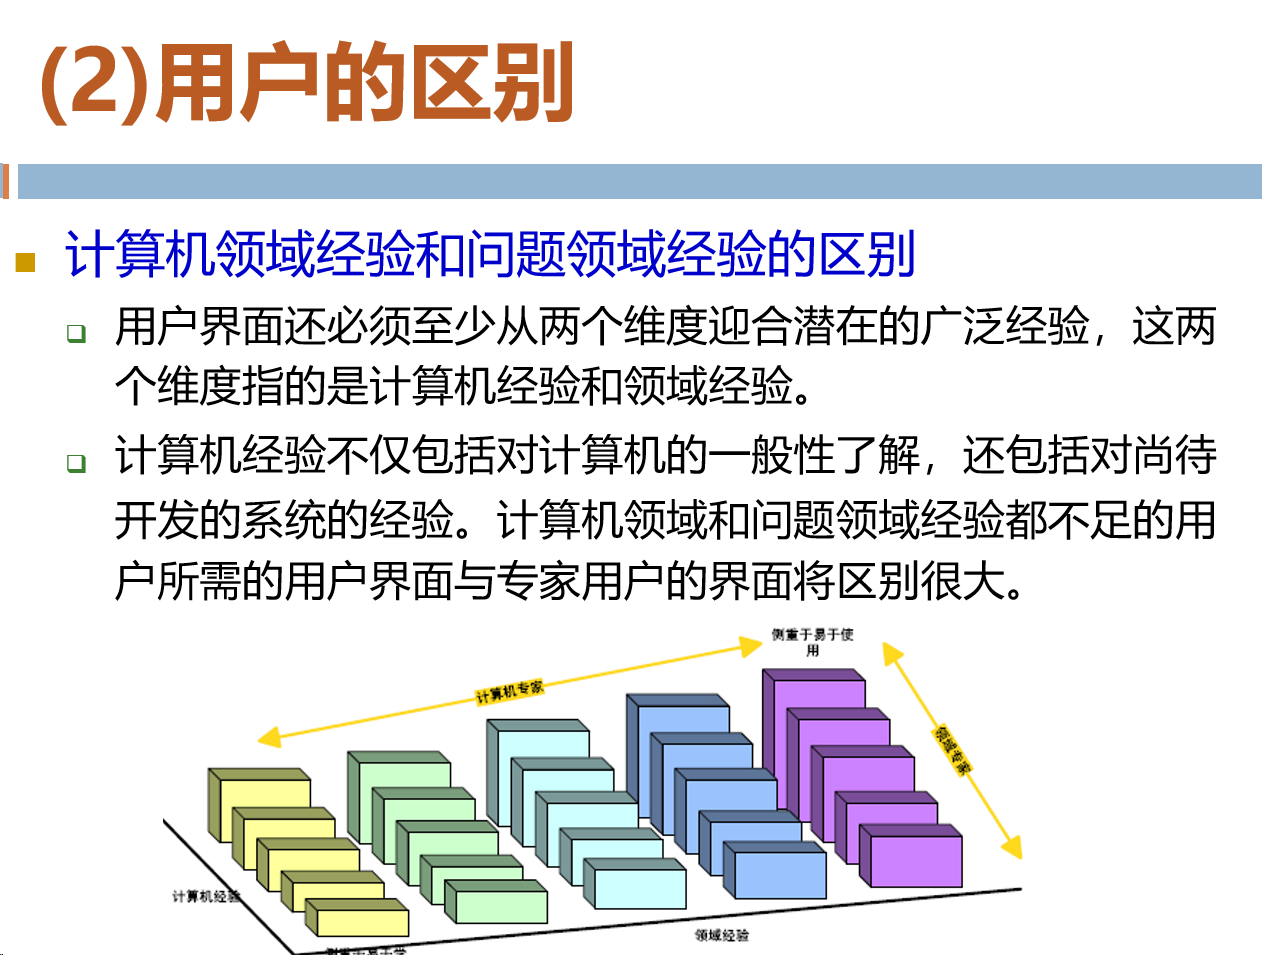 (2)用户的区别
计算机领域经验和问题领域经验的区别
用户界面还必须至少从两个维度迎合潜在的广泛经验，这两
个维度指的是计算机经验和领域经验。
计算机经验不仅包括对计算机的一般性了解，还包括对尚待
开发的系统的经验。计算机领域和问题领域经验都不足的用
户所需的用户界面与专家用户的界面将区别很大。
侧重于易于使
用
计算机专家
领域专家
计算机经验
领域经验
侧重于易于学